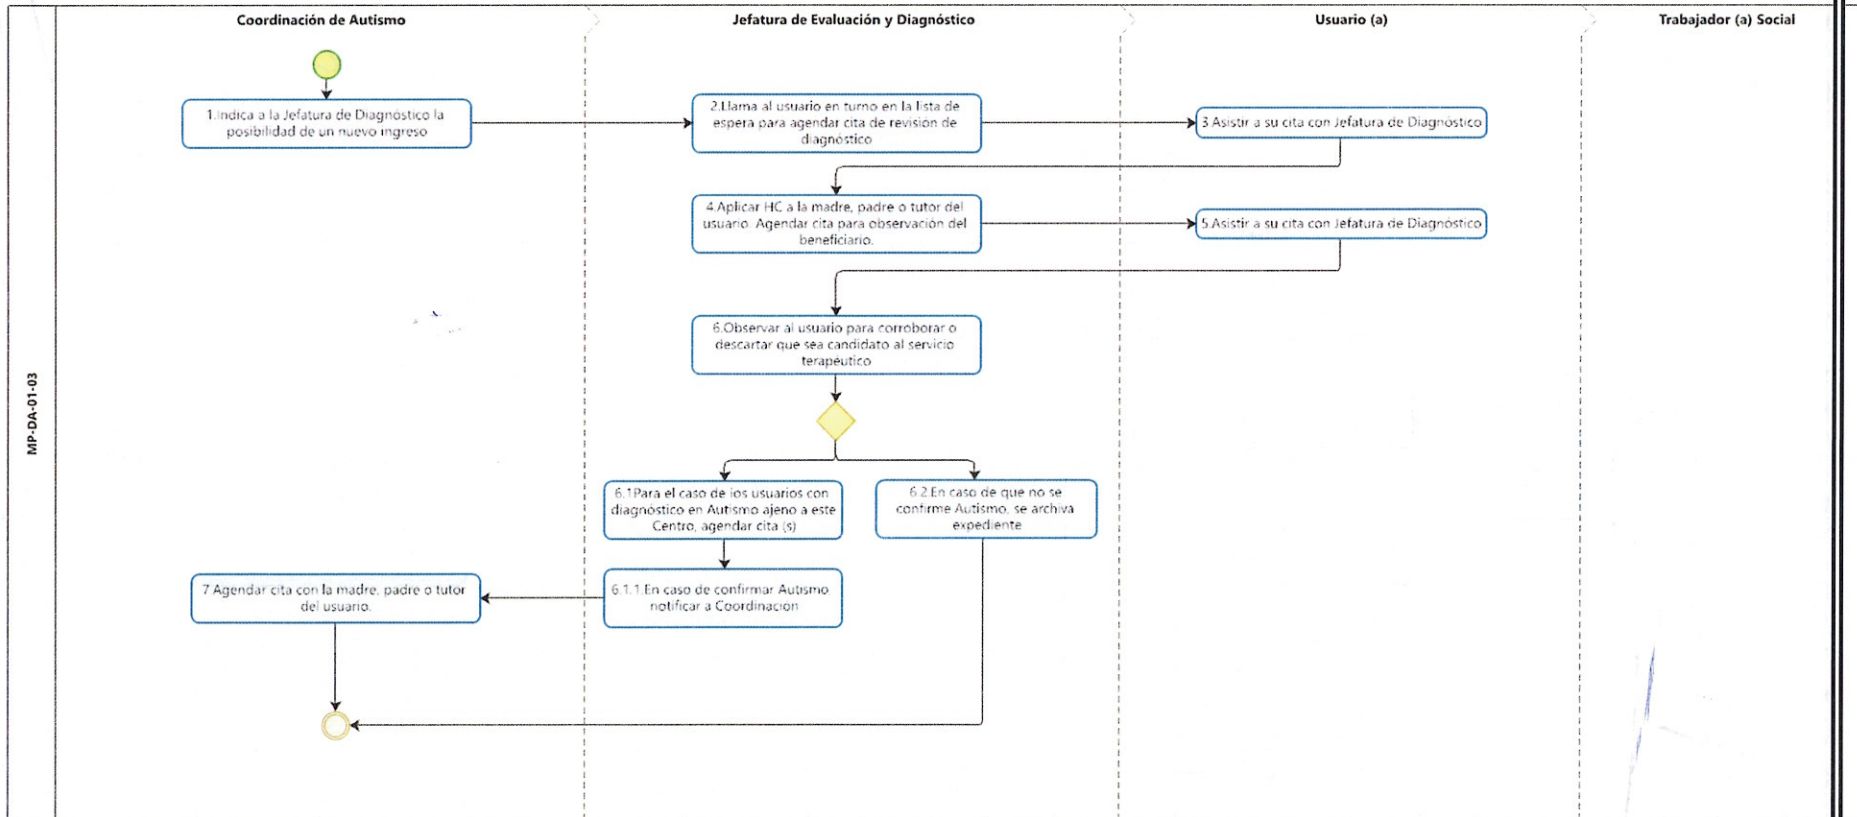 Coordinación de Autismo
Jefatura de Evaluación y Diagnóstico
Usuario (a)
Trabajador (a) Social
MP-DA-01-03
1.Indica a la Jefatura de Diagnóstico la
posibilidad de un nuevo ingreso
2.Llama al usuario en turno en la lista de
espera para agendar cita de revisión de
diagnóstico
3.Asistir a su cita con Jefatura de Diagnóstico
4.Aplicar HC a la madre, padre o tutor del
usuario. Agendar cita para observación del
beneficiario.
5.Asistir a su cita con Jefatura de Diagnóstico
6.Observar al usuario para corroborar o
descartar que sea candidato al servicio
terapéutico
6.1Para el caso de los usuarios con
diagnóstico en Autismo ajeno a este
Centro, agendar cita (s)
6.2.En caso de que no se
confirme Autismo, se archiva
expediente
6.1.1.En caso de confirmar Autismo
notificar a Coordinación
7.Agendar cita con la madre, padre o tutor
del usuario.